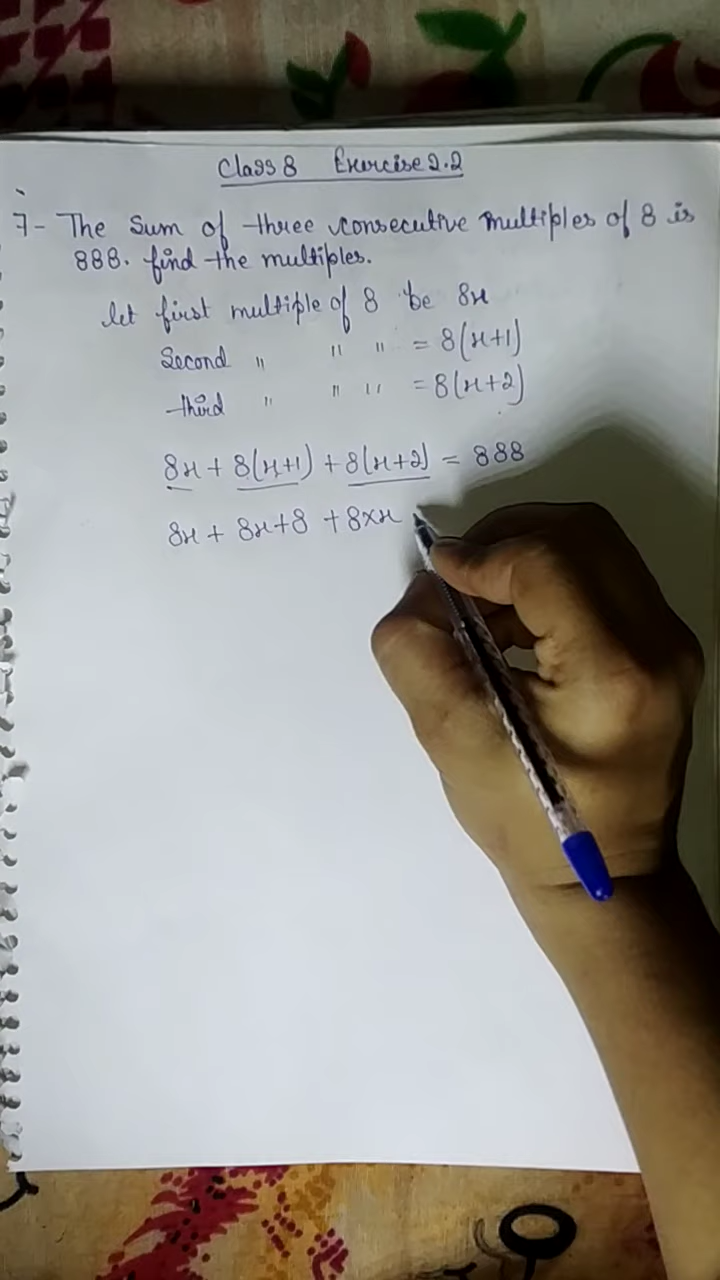 Class 8 Exercise 2.2
7- The Sum of three consecutive multiples of 8 is
888. find the multiples.
let first multiple of 8 be 8x
Second " " " = 8(x+1)
third " " " = 8(x+2)
8x + 8(x+1) + 8(x+2) = 888
8x + 8x+8 + 8×x